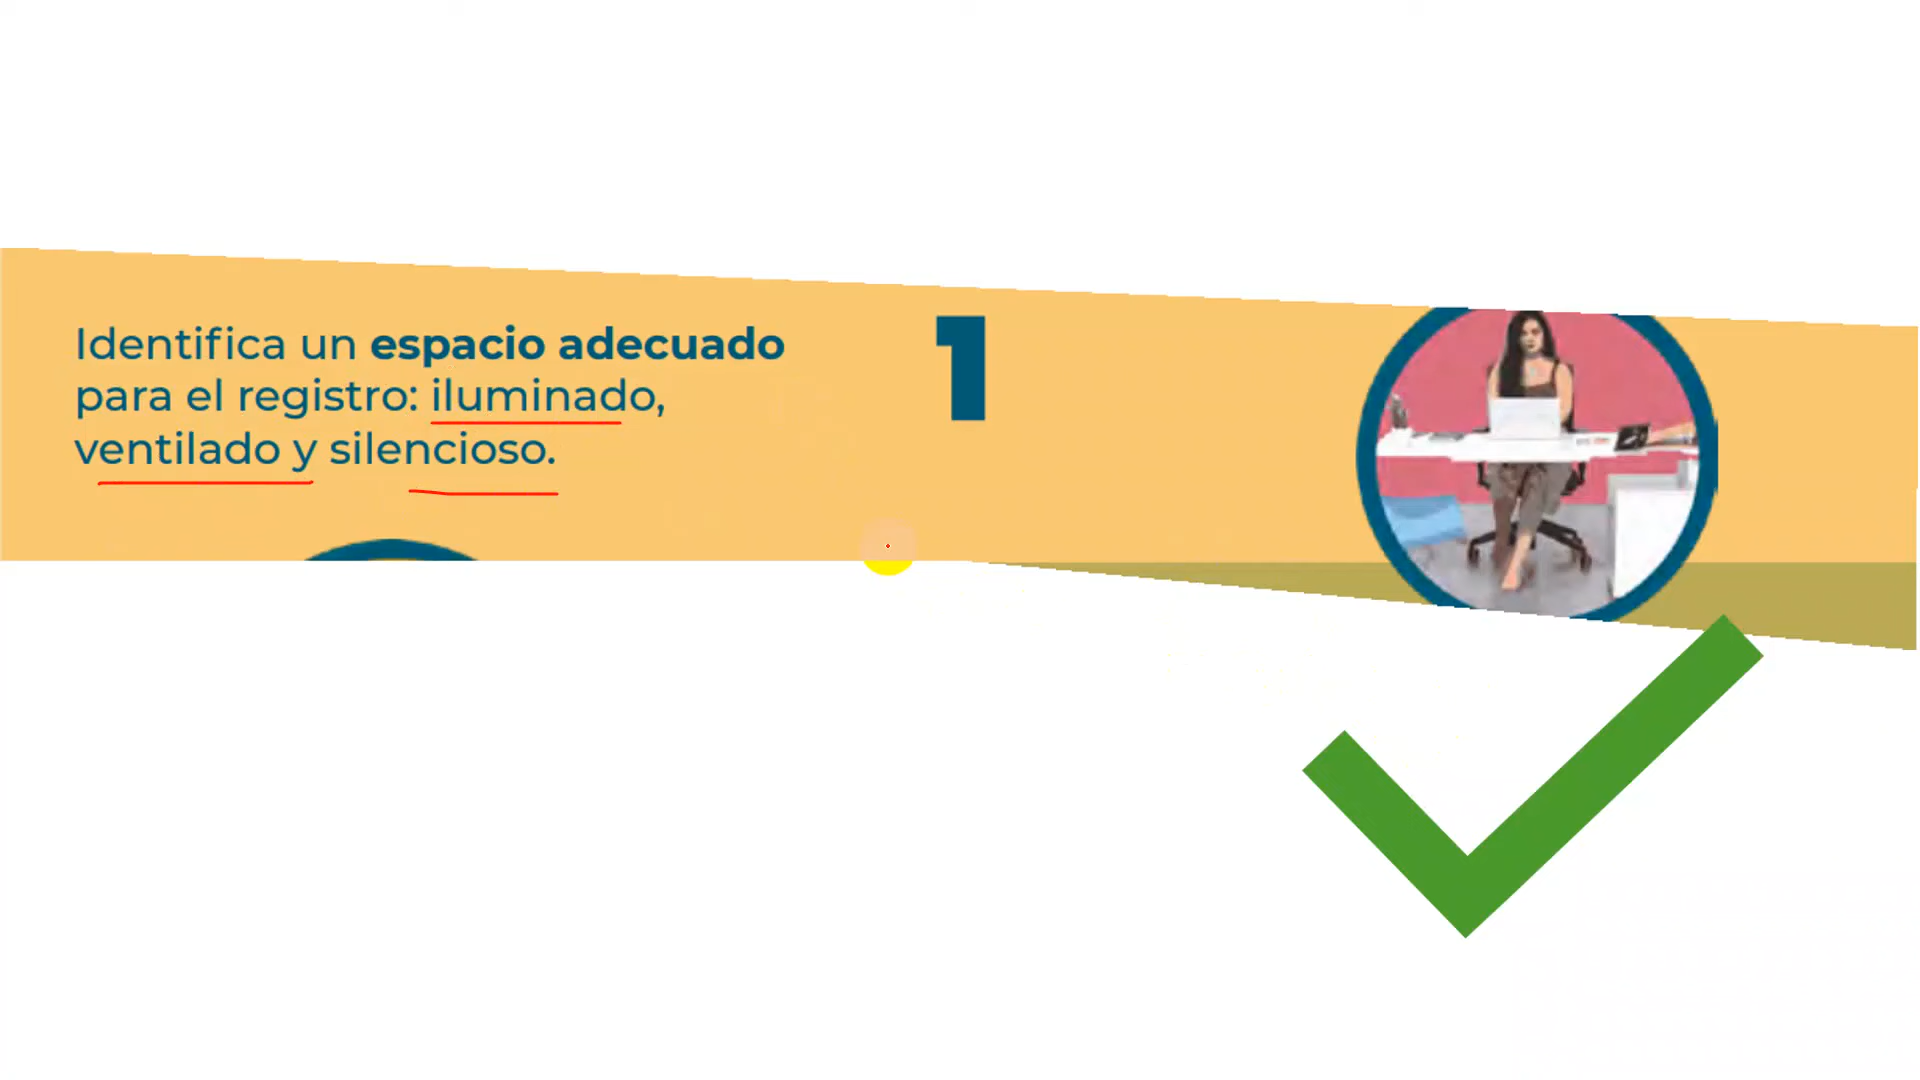 Identifica un espacio adecuado
para el registro: iluminado,
ventilado y silencioso.
1